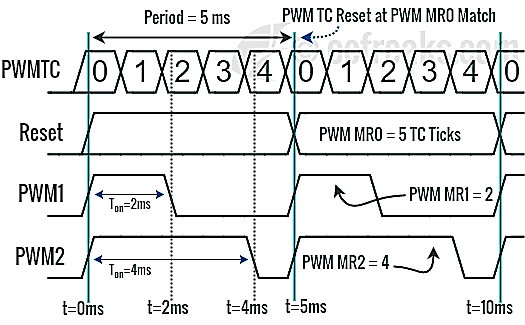 Period = 5 ms
PWM TC Reset at PWM MR0 Match
PWMTC 0 1 2 3 4 0 1 2 3 4 0
Reset PWM MR0 = 5 TC Ticks
PWM1 Ton=2ms PWM MR1 = 2
PWM2 Ton=4ms PWM MR2 = 4
t=0ms t=2ms t=4ms t=5ms t=10ms